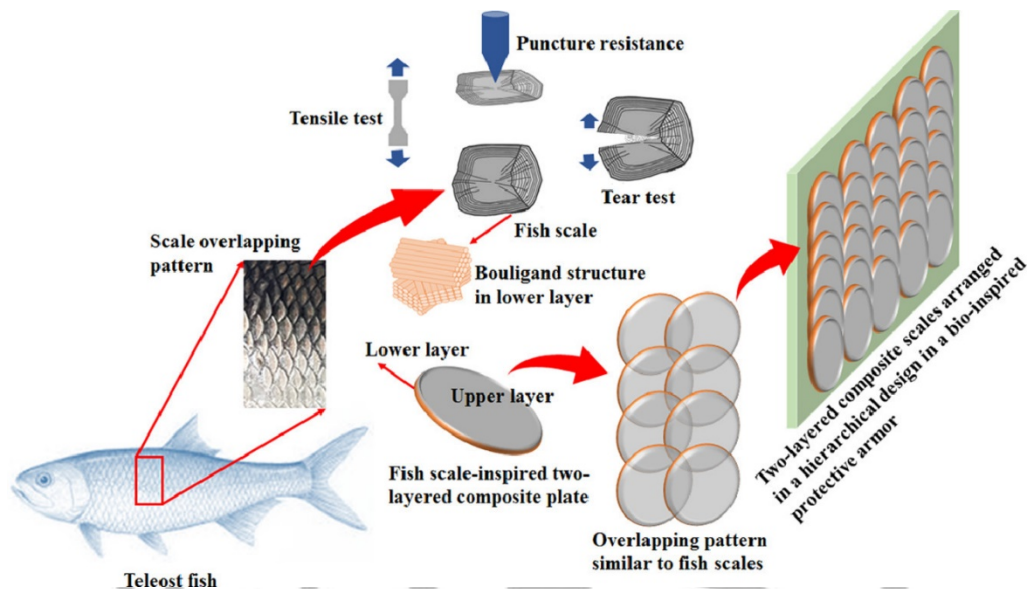 Puncture resistance
Tensile test
Tear test
Fish scale
Scale overlapping
pattern
Bouligand structure
in lower layer
Lower layer
Upper layer
Fish scale-inspired two-
layered composite plate
Overlapping pattern
similar to fish scales
Two-layered composite scales arranged
in a hierarchical design in a bio-inspired
protective armor
Teleost fish